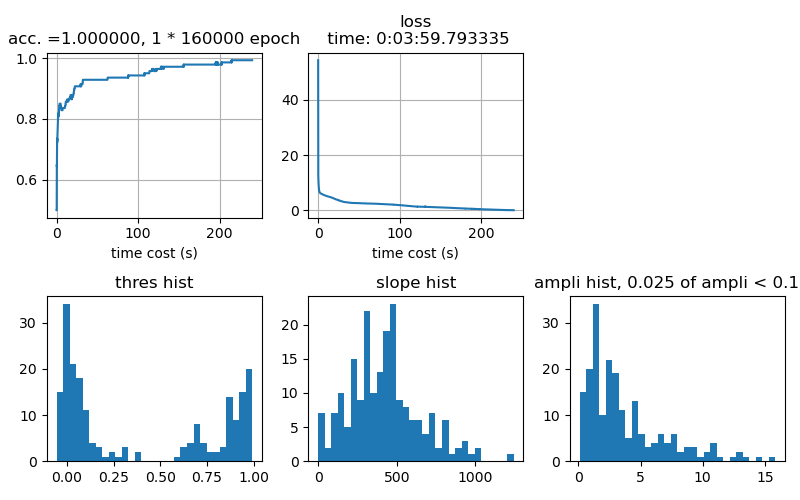 acc. =1.000000, 1 * 160000 epoch
1.0
0.8
0.6
0 100 200
time cost (s)
loss
time: 0:03:59.793335
40
20
0
0 100 200
time cost (s)
thres hist
30
20
10
0
0.00 0.25 0.50 0.75 1.00
slope hist
20
15
10
5
0
0 500 1000
ampli hist, 0.025 of ampli < 0.1
30
20
10
0
0 5 10 15